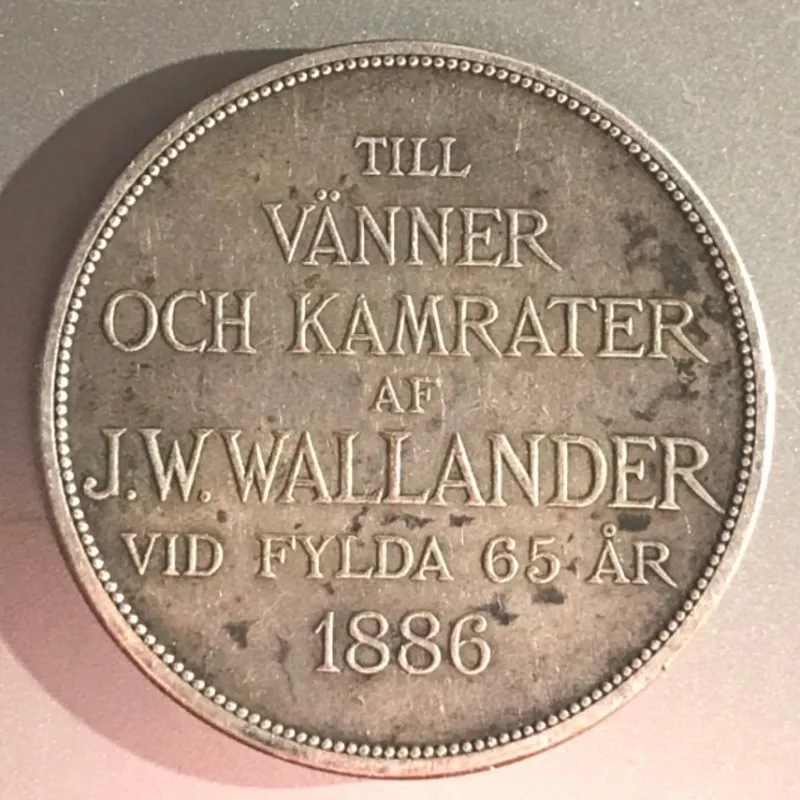 TILL
VÄNNER
OCH KAMRATER
AF
J.W.WALLANDER
VID FYLDA 65 ÅR
1886